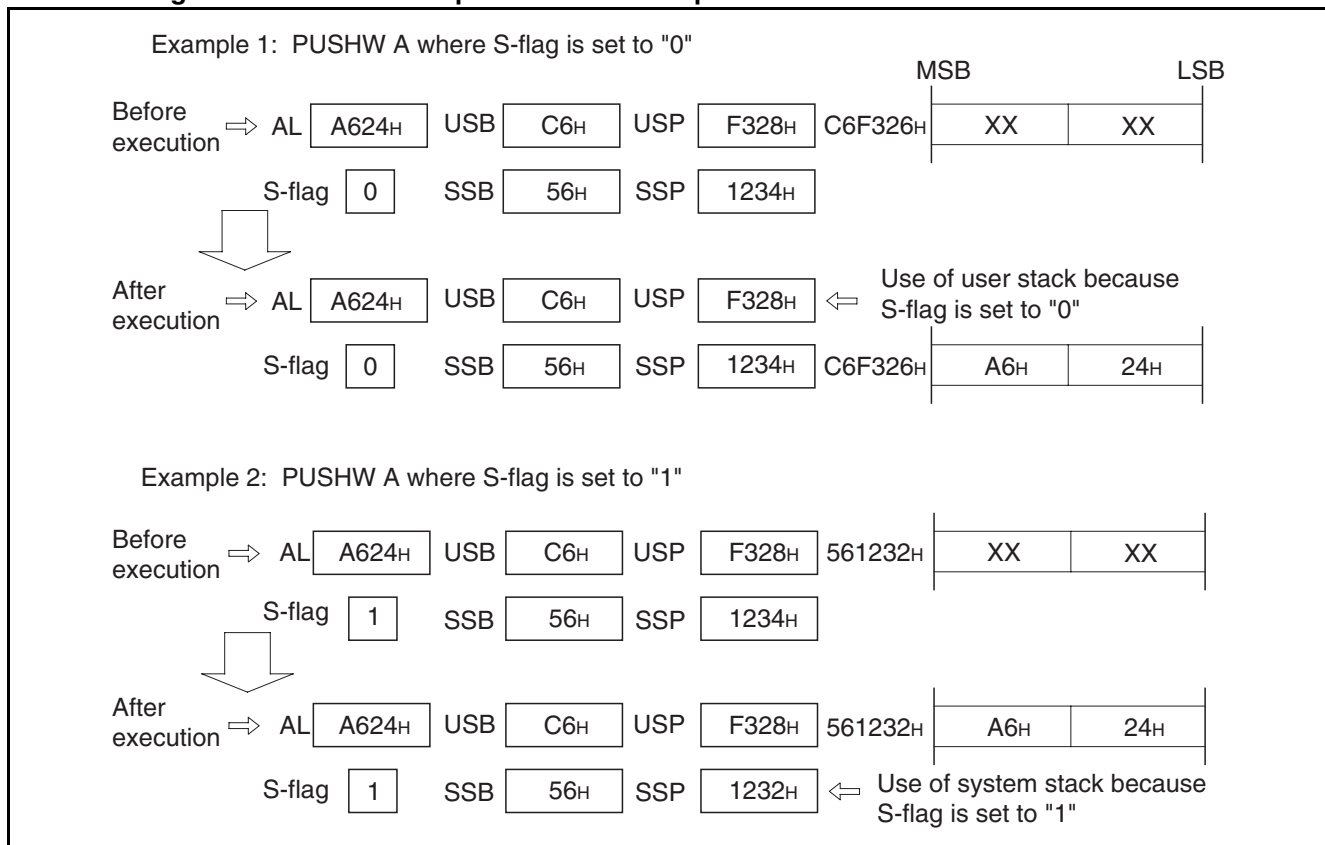 Example 1: PUSHW A where S-flag is set to "0"
MSB LSB
Before execution ⇨ AL A624H USB C6H USP F328H C6F326H XX XX
S-flag 0 SSB 56H SSP 1234H
After execution ⇨ AL A624H USB C6H USP F328H ⇦ Use of user stack because S-flag is set to "0"
S-flag 0 SSB 56H SSP 1234H C6F326H A6H 24H
Example 2: PUSHW A where S-flag is set to "1"
Before execution ⇨ AL A624H USB C6H USP F328H 561232H XX XX
S-flag 1 SSB 56H SSP 1234H
After execution ⇨ AL A624H USB C6H USP F328H 561232H A6H 24H
S-flag 1 SSB 56H SSP 1232H ⇦ Use of system stack because S-flag is set to "1"